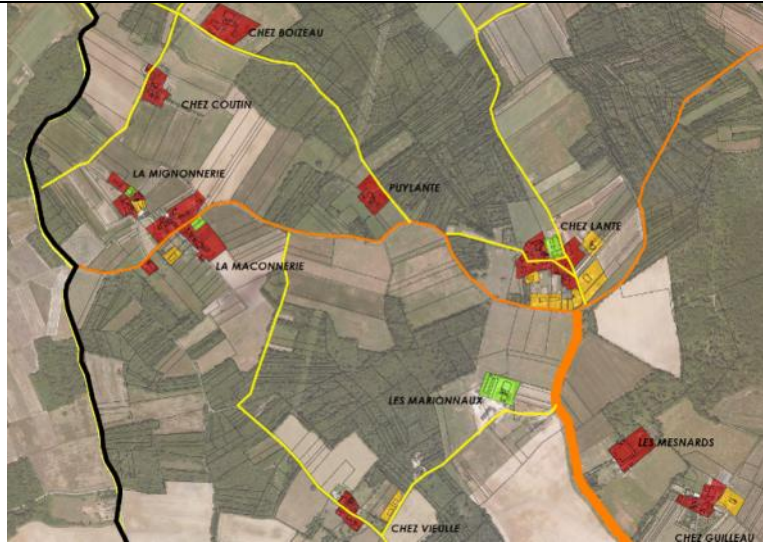 CHEZ BOIZEAU
CHEZ COUTIN
LA MIGNONNERIE
PUYLANTE
CHEZ LANTE
LA MACONNERIE
LES MARIONNAUX
LES MESNARDS
CHEZ VIEULLE
CHEZ GUILLEAU